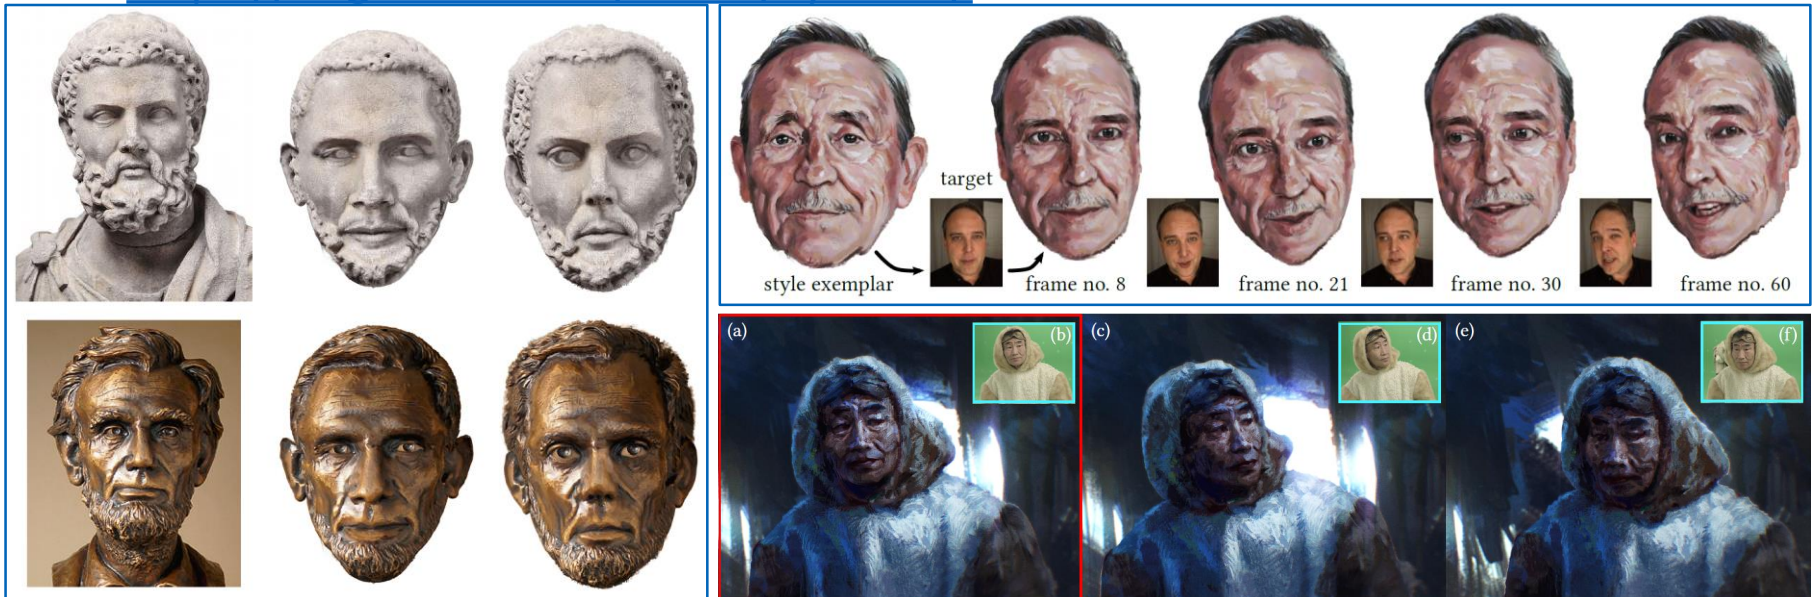 target
style exemplar
frame no. 8
frame no. 21
frame no. 30
frame no. 60
(a)
(b)
(c)
(d)
(e)
(f)